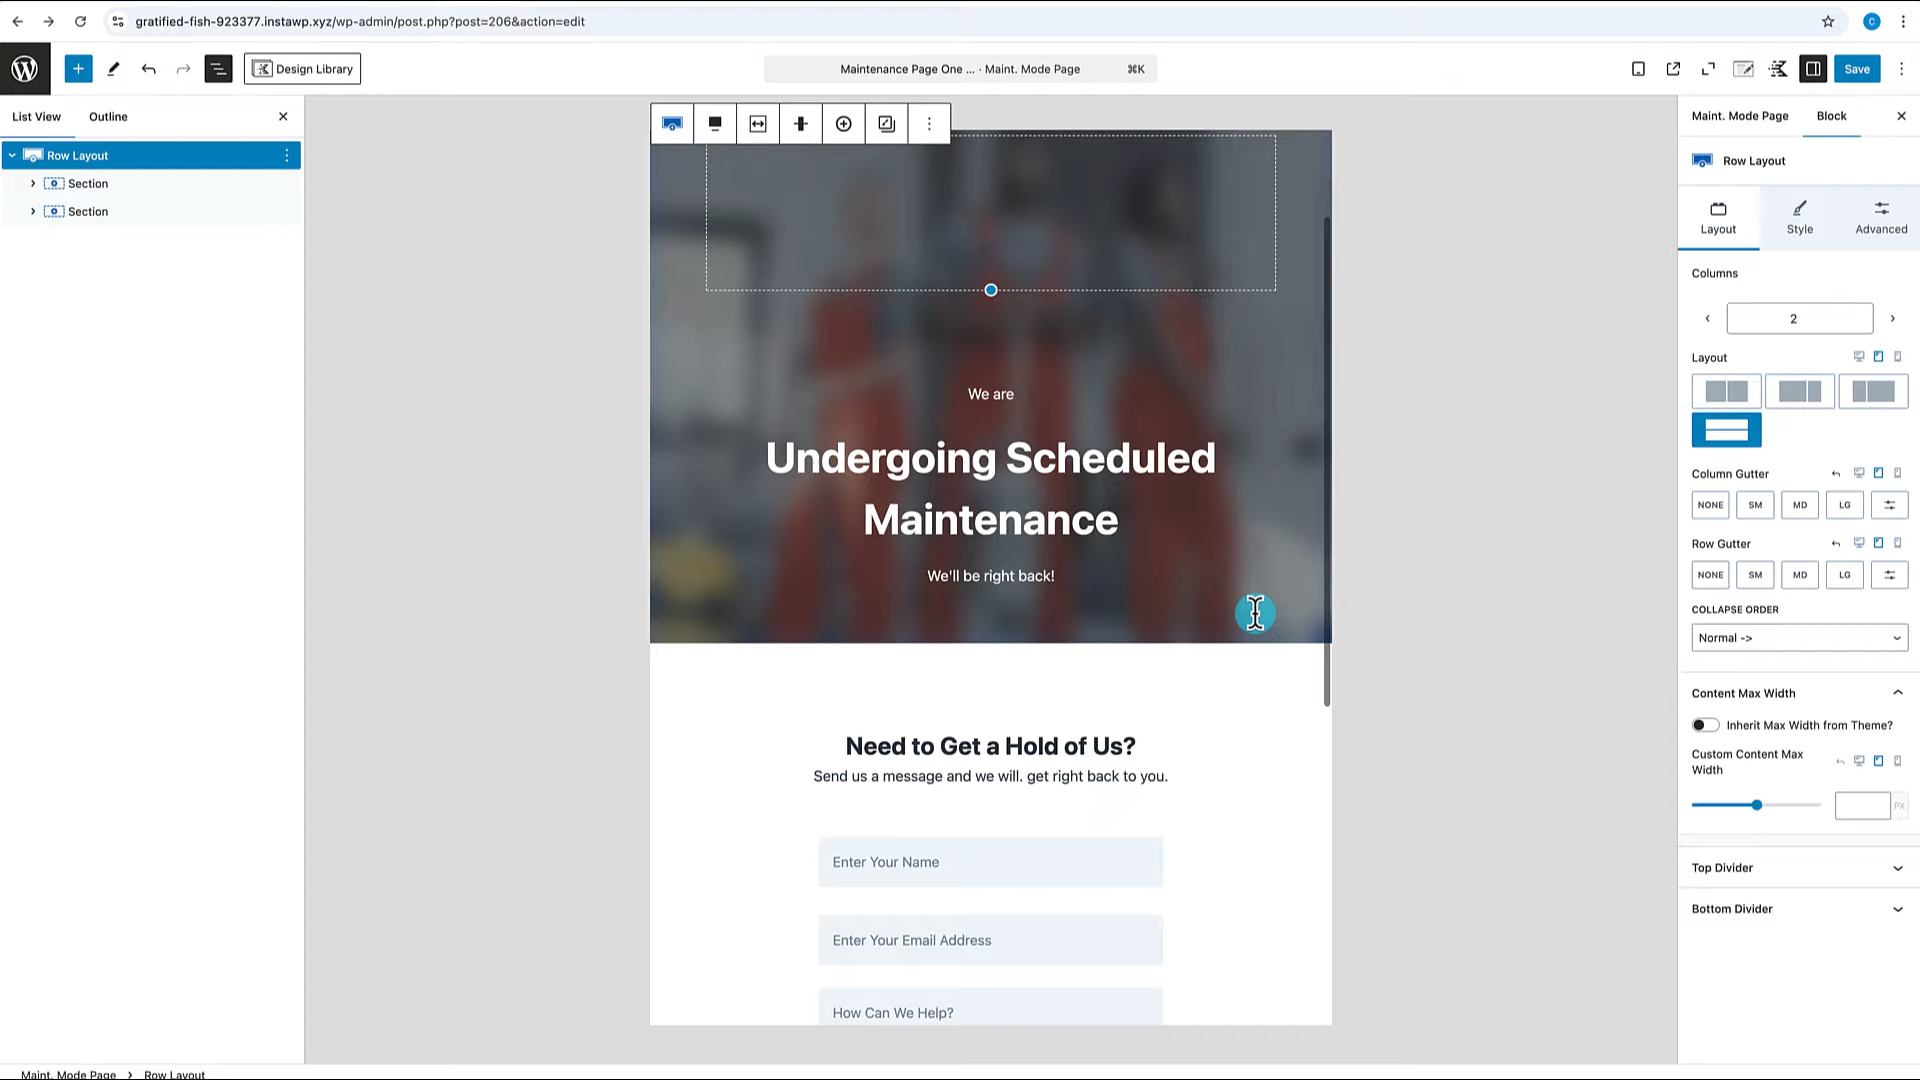 gratified-fish-923377.instawp.xyz/wp-admin/post.php?post=206&action=edit
C
Design Library
Maintenance Page One ... · Maint. Mode Page
⌘K
Save
List View
Outline
Row Layout
Section
Section
Maint. Mode Page
Block
Row Layout
Layout
Style
Advanced
Columns
2
Layout
Column Gutter
NONE
SM
MD
LG
Row Gutter
NONE
SM
MD
LG
COLLAPSE ORDER
Normal ->
Content Max Width
Inherit Max Width from Theme?
Custom Content Max
Width
PX
Top Divider
Bottom Divider
We are
Undergoing Scheduled
Maintenance
We'll be right back!
Need to Get a Hold of Us?
Send us a message and we will. get right back to you.
Enter Your Name
Enter Your Email Address
How Can We Help?
Maint. Mode Page > Row Layout